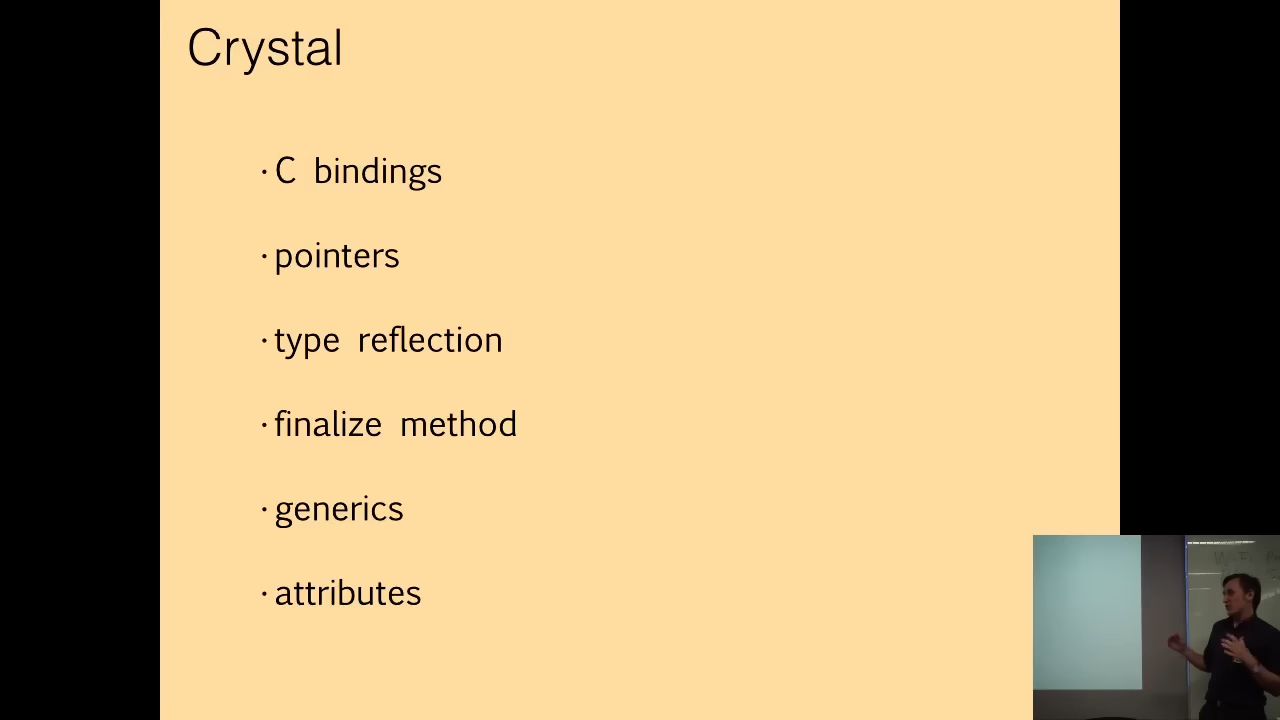 Crystal
· C bindings
· pointers
· type reflection
· finalize method
· generics
· attributes